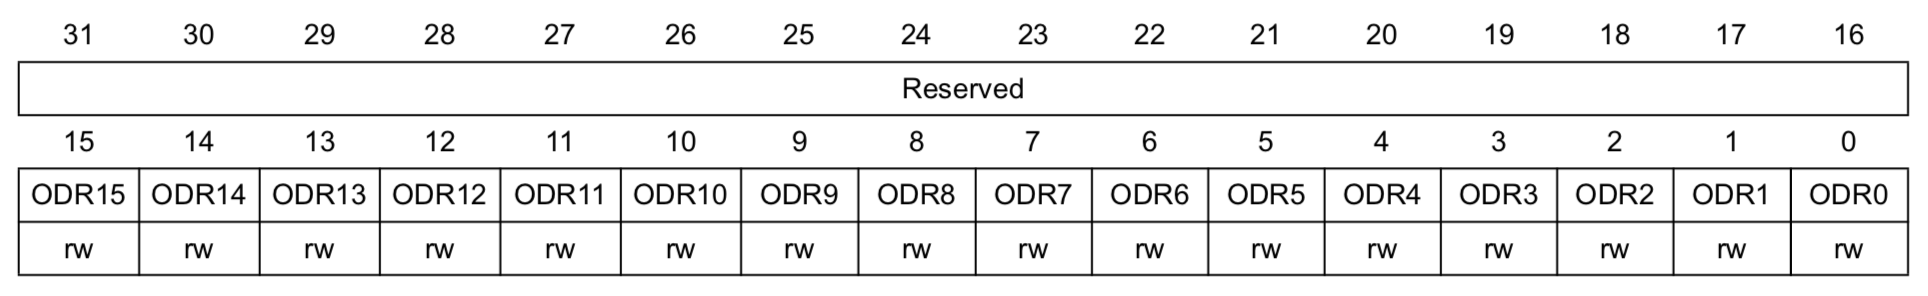 31 30 29 28 27 26 25 24 23 22 21 20 19 18 17 16
Reserved
15 14 13 12 11 10 9 8 7 6 5 4 3 2 1 0
ODR15 ODR14 ODR13 ODR12 ODR11 ODR10 ODR9 ODR8 ODR7 ODR6 ODR5 ODR4 ODR3 ODR2 ODR1 ODR0
rw rw rw rw rw rw rw rw rw rw rw rw rw rw rw rw